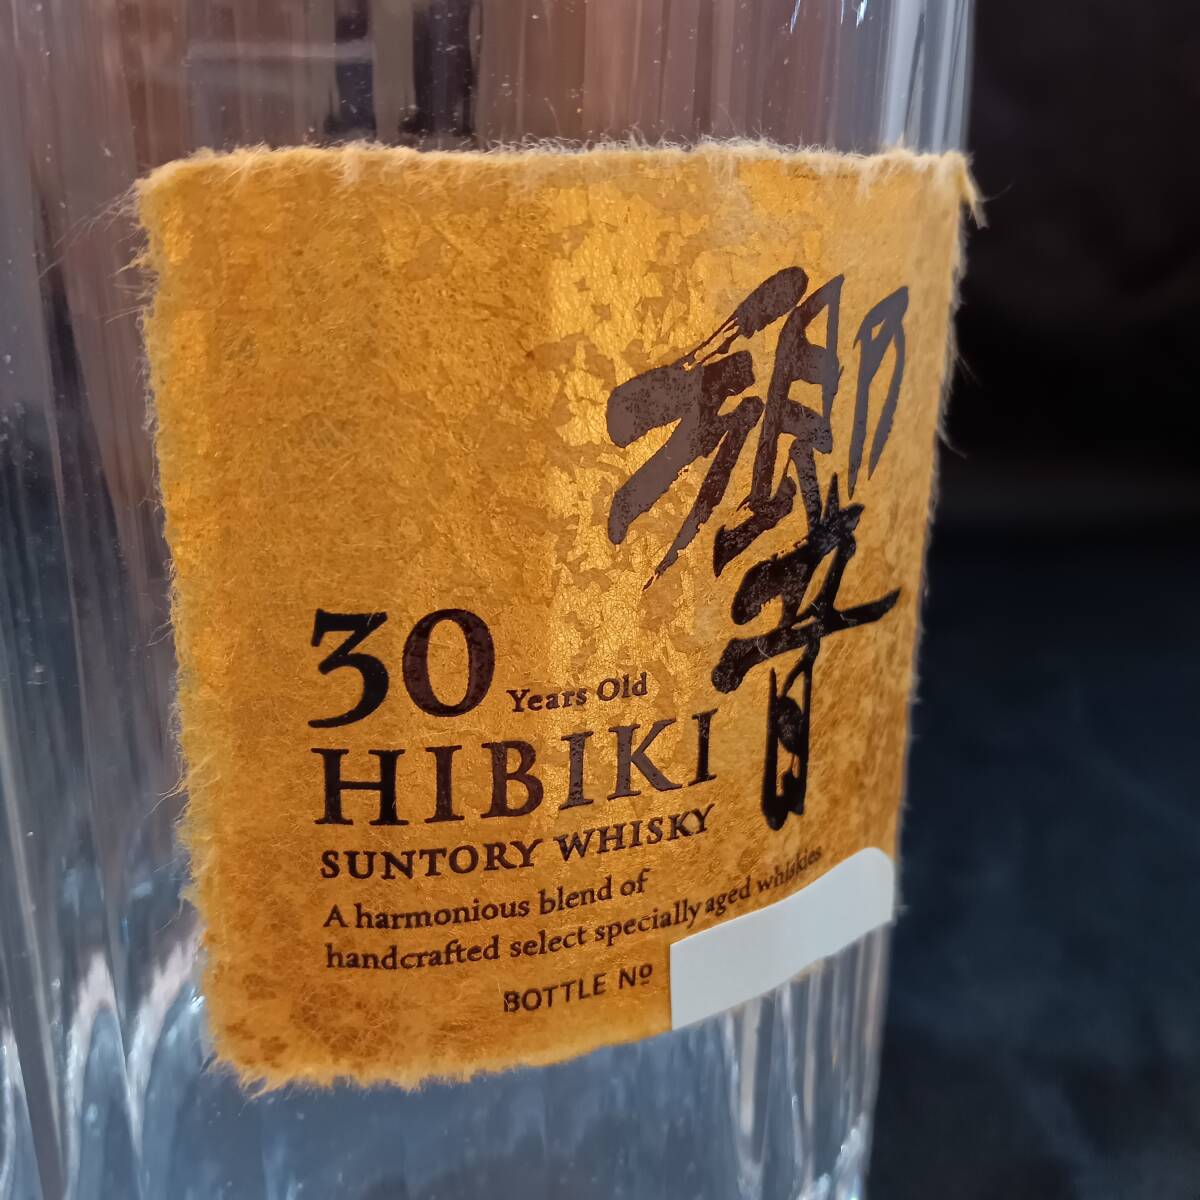 響
30 Years Old
HIBIKI
SUNTORY WHISKY
A harmonious blend of
handcrafted select specially aged whiskies
BOTTLE Nº